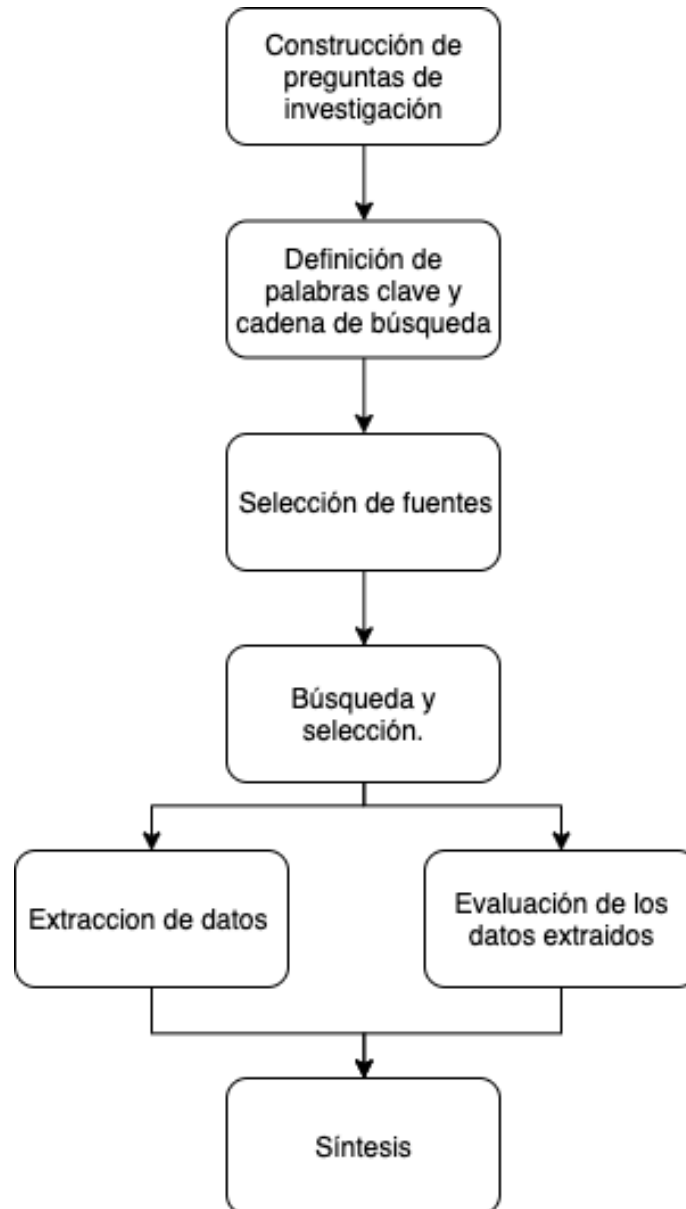 Construcción de
preguntas de
investigación
Definición de
palabras clave y
cadena de búsqueda
Selección de fuentes
Búsqueda y
selección.
Extraccion de datos
Evaluación de los
datos extraidos
Síntesis